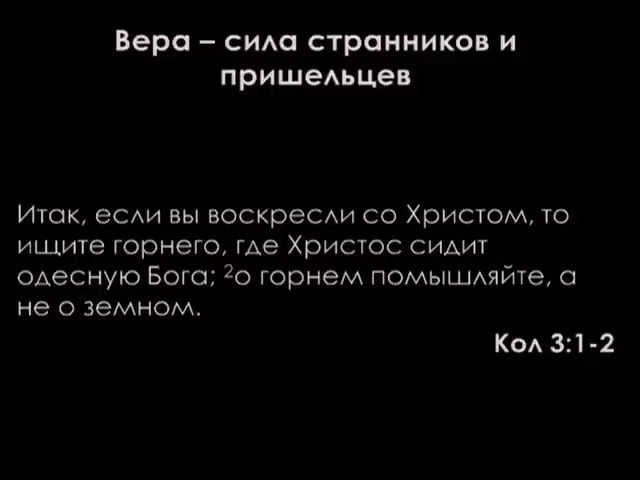 Вера – сила странников и
пришельцев
Итак, если вы воскресли со Христом, то
ищите горнего, где Христос сидит
одесную Бога; ²о горнем помышляйте, а
не о земном.
Кол 3:1-2